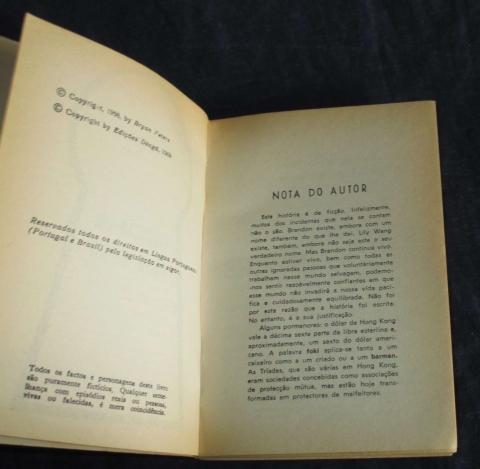 © Copyright, 1966, by Bryan Peters
© Copyright by Edições Dêagá,
Reservados todos os direitos em Língua Portuguesa
(Portugal e Brasil) pela legislação em vigor.
Todos os factos e personagens deste livro
são puramente fictícios. Qualquer seme-
lhança com episódios reais ou pessoas,
vivas ou falecidas, é mera coincidência.
NOTA DO AUTOR
Esta história é de ficção. Infelizmente,
muitos dos incidentes que nela se contam
não o são. Brandon existe, embora com um
nome diferente do que lhe dei. Lily Wang
existe, também, embora não seja este o seu
verdadeiro nome. Mas Brandon continua vivo.
Enquanto estiver vivo, bem como todas as
outras ignoradas pessoas que voluntàriamente
trabalham nesse mundo selvagem, podemo-
-nos sentir razoàvelmente confiantes em que
esse mundo não invadirá a nossa vida pací-
fica e cuidadosamente equilibrada. Não foi
por esta razão que a história foi escrita.
No entanto, é a sua justificação.
Alguns pormenores: o dólar de Hong Kong
vale a décima sexta parte da libra esterlina e,
aproximadamente, um sexto do dólar ameri-
cano. A palavra foki aplica-se tanto a um
caixeiro como a um criado ou a um barman.
As Tríades, que são várias em Hong Kong,
eram sociedades concebidas como associações
de protecção mútua, mas estão hoje trans-
formadas em protectores de malfeitores.